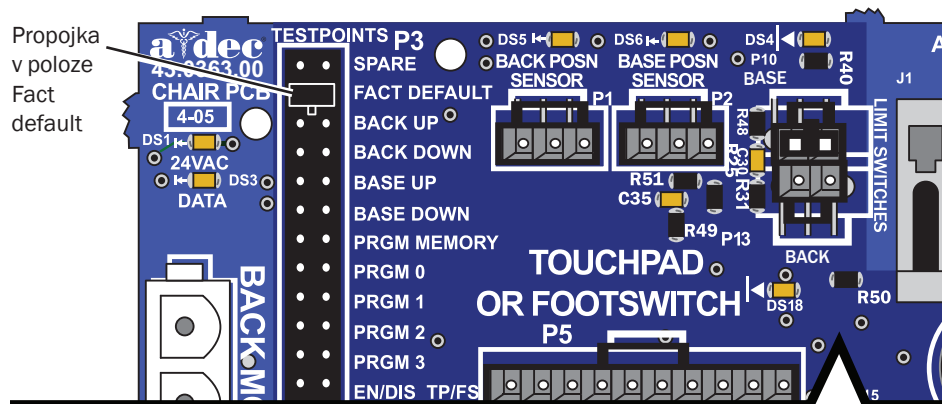 Propojka
v poloze
Fact
default
a dec
43.0363.00
CHAIR PCB
4-05
DS1
24VAC
DS3
DATA
BACK MO
TESTPOINTS P3
SPARE
FACT DEFAULT
BACK UP
BACK DOWN
BASE UP
BASE DOWN
PRGM MEMORY
PRGM 0
PRGM 1
PRGM 2
PRGM 3
EN/DIS TP/FS
DS5
BACK POSN
SENSOR
P1
DS6
BASE POSN
SENSOR
P2
DS4
P10
BASE
R40
J1
A
R48
R31
LIMIT SWITCHES
BACK
R51
C35
R49
P13
TOUCHPAD
OR FOOTSWITCH
P5
DS18
R50